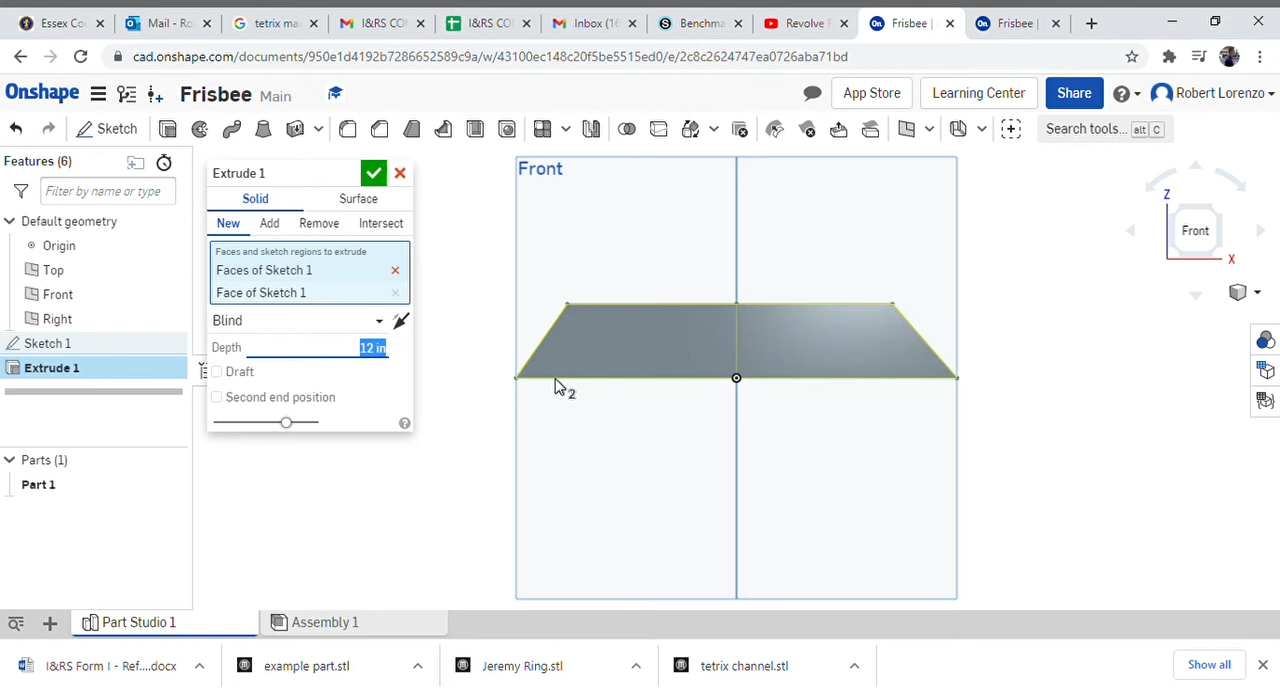 Essex Cou
Mail - Ro
tetrix ma
I&RS CO
I&RS CO
Inbox (16
Benchma
Revolve F
On Frisbee |
On Frisbee |
cad.onshape.com/documents/950e1d4192b7286652589c9a/w/43100ec148c20f5be5515ed0/e/2c8c2624747ea0726aba71bd
Onshape Frisbee Main App Store Learning Center Share Robert Lorenzo
Sketch Search tools... alt C
Features (6)
Filter by name or type
Default geometry
Origin
Top
Front
Right
Sketch 1
Extrude 1
Parts (1)
Part 1
Extrude 1
Solid Surface
New Add Remove Intersect
Faces and sketch regions to extrude
Faces of Sketch 1
Face of Sketch 1
Blind
Depth 12 in
Draft
Second end position
Front
2
Z
Front
X
Part Studio 1 Assembly 1
I&RS Form I - Ref....docx example part.stl Jeremy Ring.stl tetrix channel.stl Show all